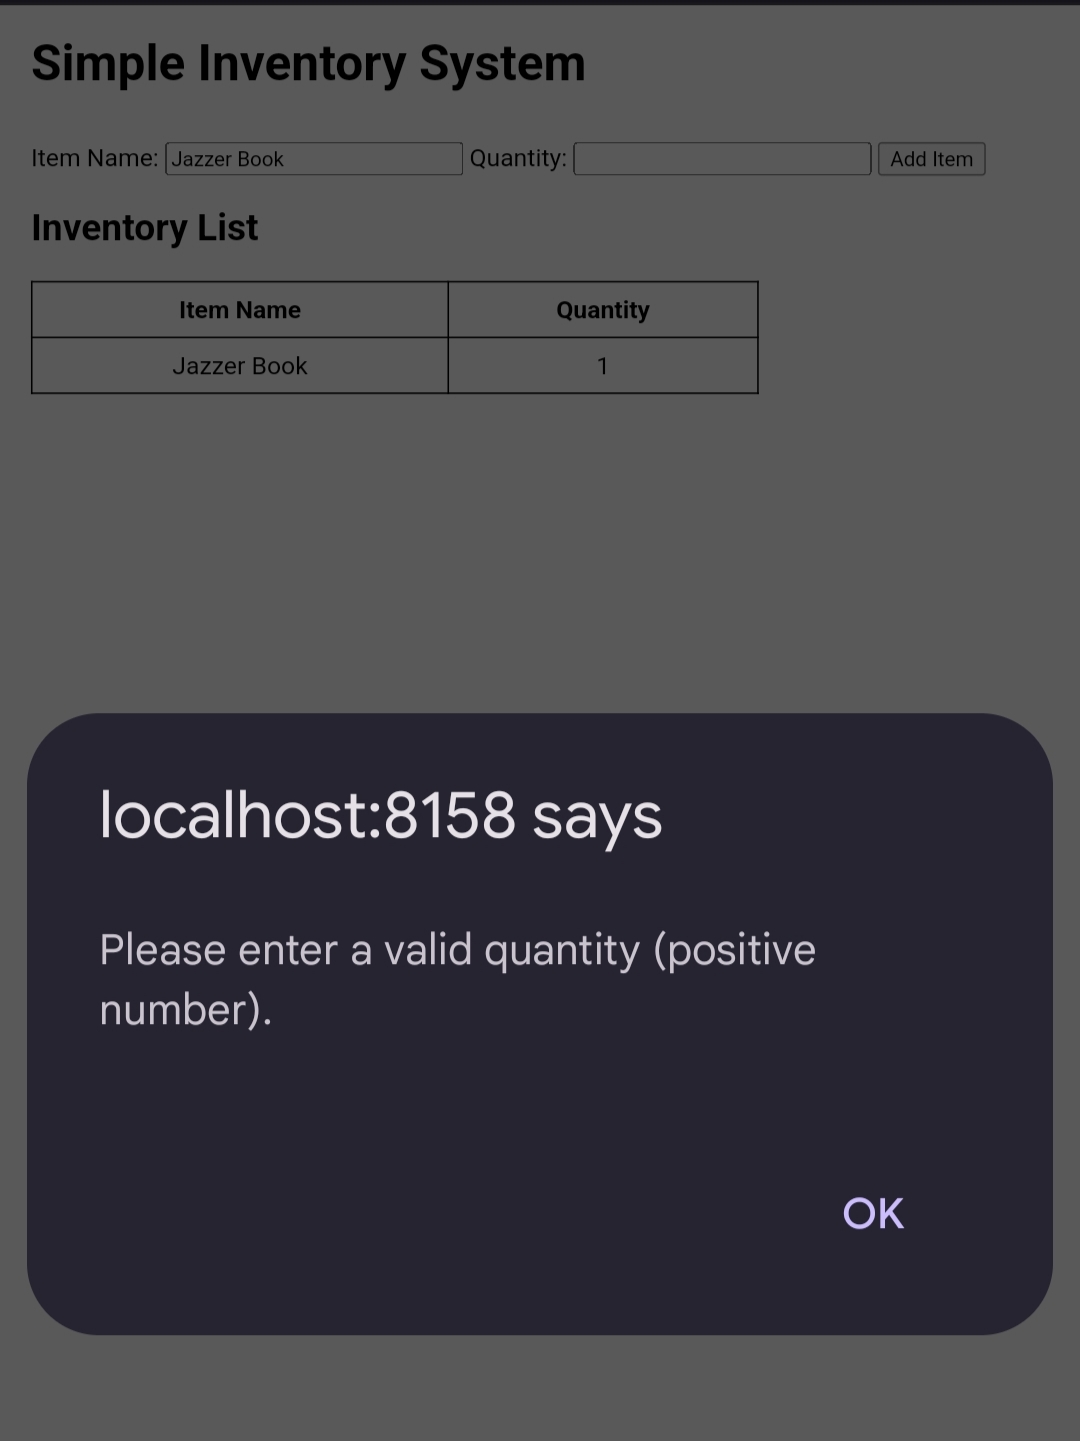 Simple Inventory System
Item Name: Jazzer Book Quantity: Add Item
Inventory List
Item Name Quantity
Jazzer Book 1
localhost:8158 says
Please enter a valid quantity (positive
number).
OK